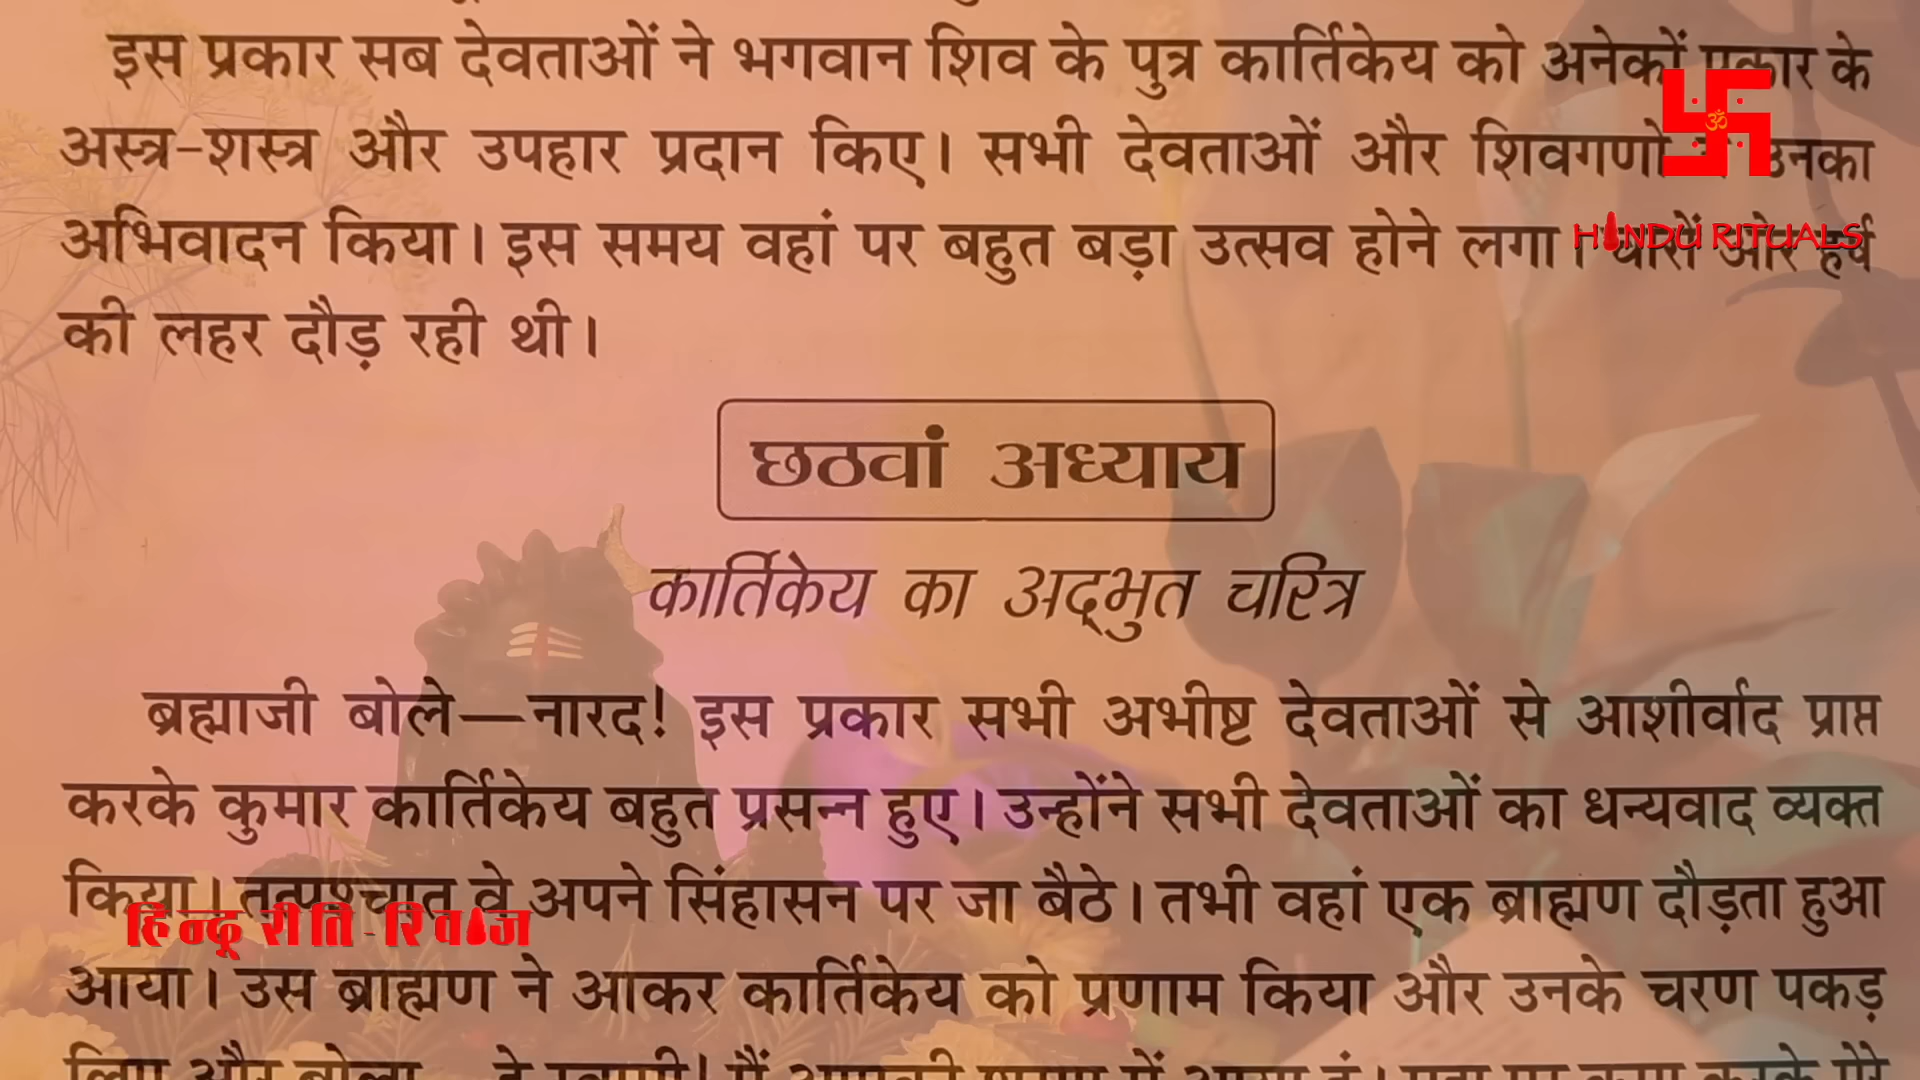 इस प्रकार सब देवताओं ने भगवान शिव के पुत्र कार्तिकेय को अनेकों प्रकार के
अस्त्र-शस्त्र और उपहार प्रदान किए। सभी देवताओं और शिवगणों उनका
ॐ
अभिवादन किया। इस समय वहां पर बहुत बड़ा उत्सव होने लगा। चारों ओर हर्ष
HINDU RITUALS
की लहर दौड़ रही थी।
छठवां अध्याय
कार्तिकेय का अद्‌भुत चरित्र
ब्रह्माजी बोले—नारद! इस प्रकार सभी अभीष्ट देवताओं से आशीर्वाद प्राप्त
करके कुमार कार्तिकेय बहुत प्रसन्न हुए। उन्होंने सभी देवताओं का धन्यवाद व्यक्त
किया। तत्पश्चात वे अपने सिंहासन पर जा बैठे। तभी वहां एक ब्राह्मण दौड़ता हुआ
हिन्दू रीति-रिवाज
आया। उस ब्राह्मण ने आकर कार्तिकेय को प्रणाम किया और उनके चरण पकड़